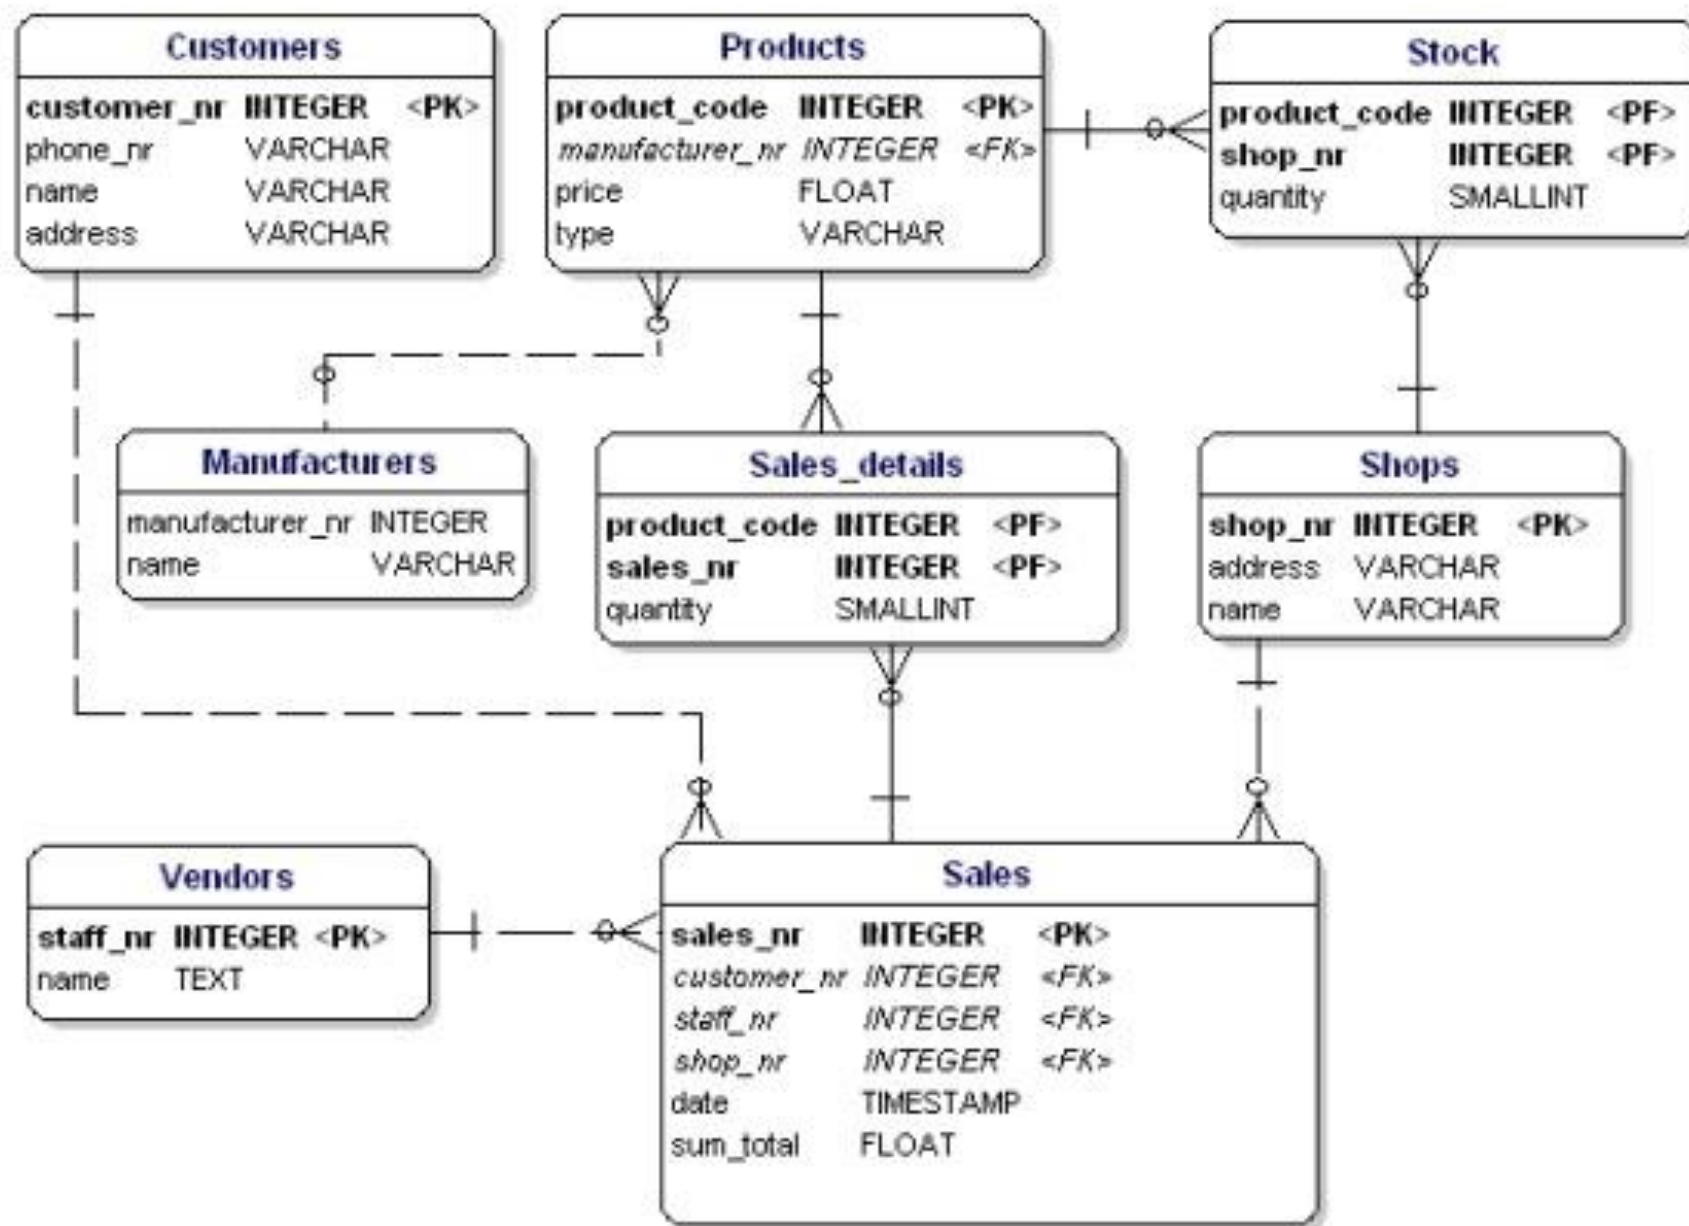 Customers
customer_nr INTEGER <PK>
phone_nr VARCHAR
name VARCHAR
address VARCHAR
Products
product_code INTEGER <PK>
manufacturer_nr INTEGER <FK>
price FLOAT
type VARCHAR
Stock
product_code INTEGER <PF>
shop_nr INTEGER <PF>
quantity SMALLINT
Manufacturers
manufacturer_nr INTEGER
name VARCHAR
Sales_details
product_code INTEGER <PF>
sales_nr INTEGER <PF>
quantity SMALLINT
Shops
shop_nr INTEGER <PK>
address VARCHAR
name VARCHAR
Vendors
staff_nr INTEGER <PK>
name TEXT
Sales
sales_nr INTEGER <PK>
customer_nr INTEGER <FK>
staff_nr INTEGER <FK>
shop_nr INTEGER <FK>
date TIMESTAMP
sum_total FLOAT